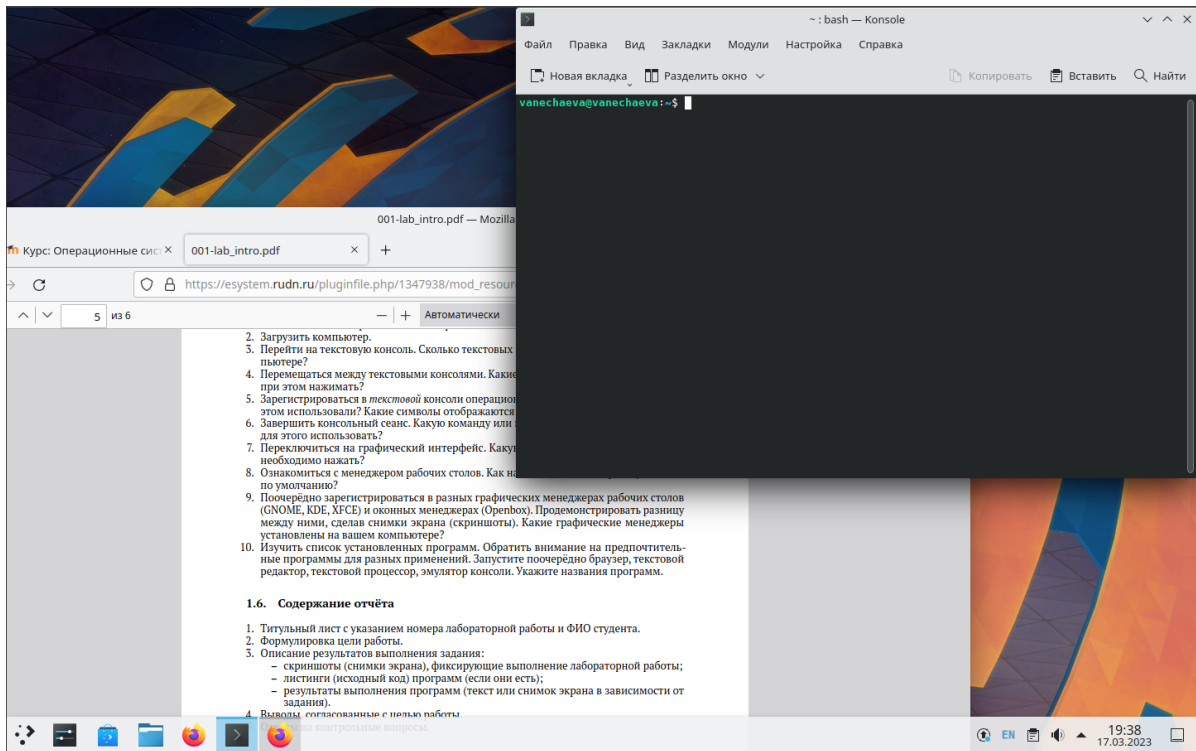 ~ : bash — Konsole
Файл Правка Вид Закладки Модули Настройка Справка
Новая вкладка Разделить окно Копировать Вставить Найти
vanechaeva@vanechaeva:~$
001-lab_intro.pdf — Mozilla
Курс: Операционные сис
001-lab_intro.pdf
https://esystem.rudn.ru/pluginfile.php/1347938/mod_resour
5 из 6 Автоматически
2. Загрузить компьютер.
3. Перейти на текстовую консоль. Сколько текстовых
пьютере?
4. Перемещаться между текстовыми консолями. Какие
при этом нажимать?
5. Зарегистрироваться в текстовой консоли операцион
этом использовали? Какие символы отображаются
6. Завершить консольный сеанс. Какую команду или
для этого использовать?
7. Переключиться на графический интерфейс. Какую
необходимо нажать?
8. Ознакомиться с менеджером рабочих столов. Как на
по умолчанию?
9. Поочерёдно зарегистрироваться в разных графических менеджерах рабочих столов
(GNOME, KDE, XFCE) и оконных менеджерах (Openbox). Продемонстрировать разницу
между ними, сделав снимки экрана (скриншоты). Какие графические менеджеры
установлены на вашем компьютере?
10. Изучить список установленных программ. Обратить внимание на предпочтитель-
ные программы для разных применений. Запустите поочерёдно браузер, текстовой
редактор, текстовой процессор, эмулятор консоли. Укажите названия программ.
1.6. Содержание отчёта
1. Титульный лист с указанием номера лабораторной работы и ФИО студента.
2. Формулировка цели работы.
3. Описание результатов выполнения задания:
– скриншоты (снимки экрана), фиксирующие выполнение лабораторной работы;
– листинги (исходный код) программ (если они есть);
– результаты выполнения программ (текст или снимок экрана в зависимости от
задания).
4. Выводы, согласованные с целью работы.
на контрольные вопросы.
EN
19:38
17.03.2023